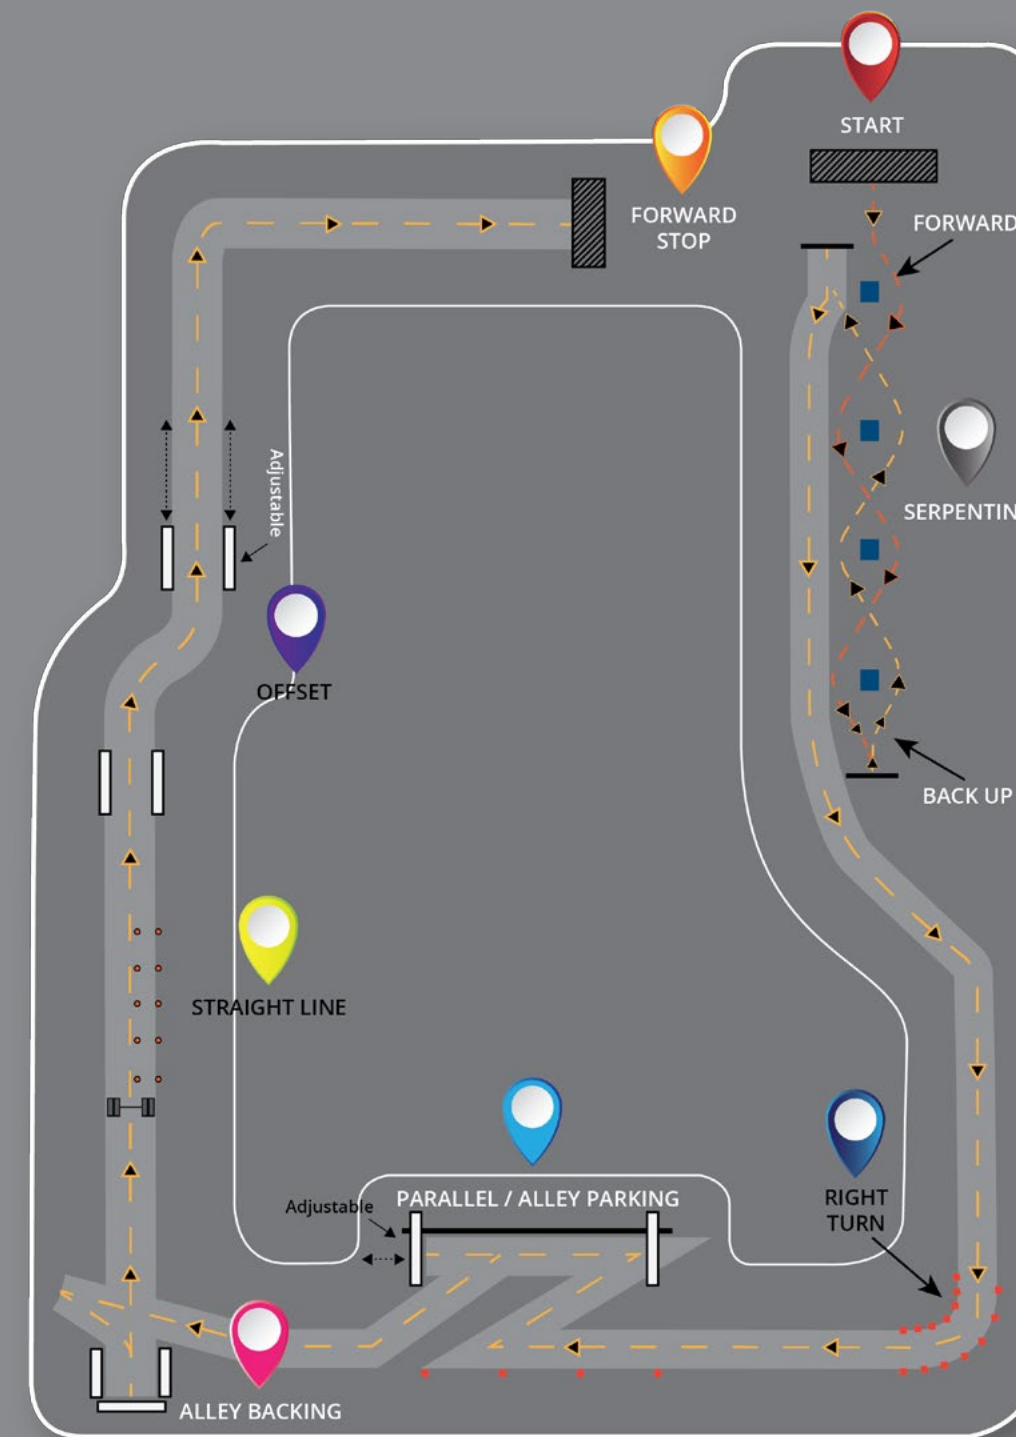 START
FORWARD
STOP
FORWARD
Adjustable
SERPENTIN
OFFSET
BACK UP
STRAIGHT LINE
PARALLEL / ALLEY PARKING
RIGHT
TURN
Adjustable
ALLEY BACKING